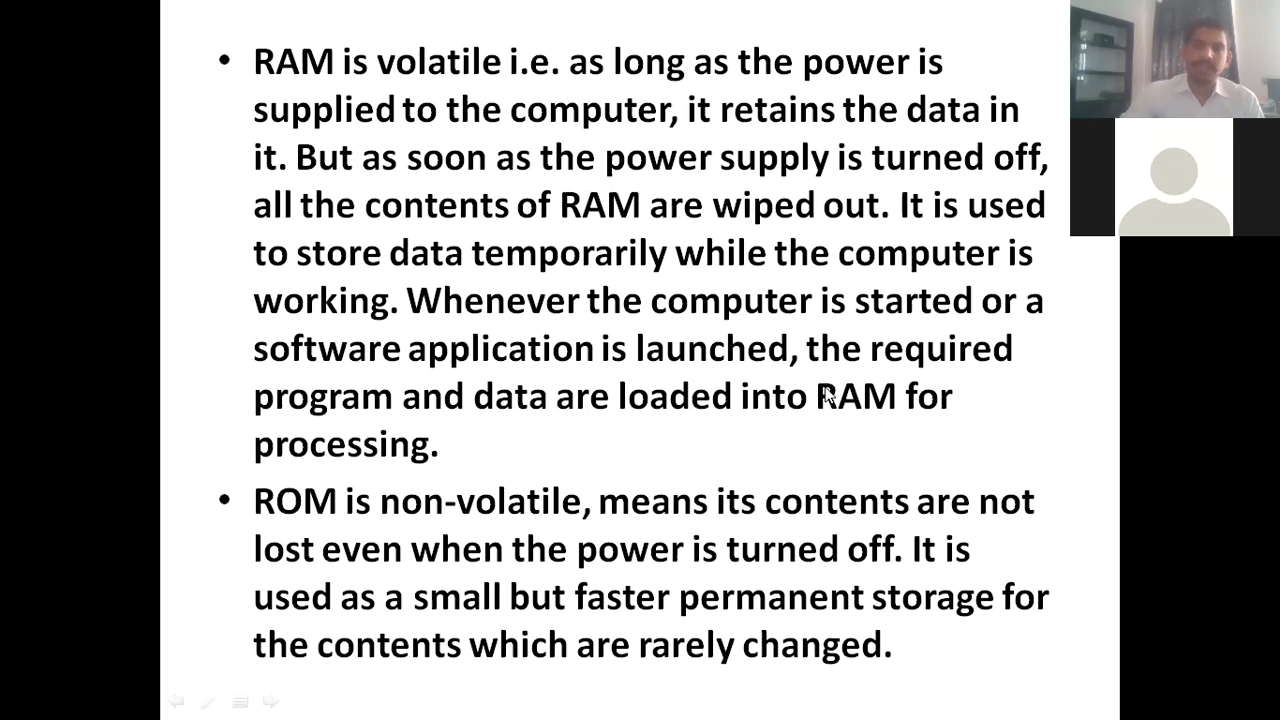 • RAM is volatile i.e. as long as the power is
supplied to the computer, it retains the data in
it. But as soon as the power supply is turned off,
all the contents of RAM are wiped out. It is used
to store data temporarily while the computer is
working. Whenever the computer is started or a
software application is launched, the required
program and data are loaded into RAM for
processing.
• ROM is non-volatile, means its contents are not
lost even when the power is turned off. It is
used as a small but faster permanent storage for
the contents which are rarely changed.